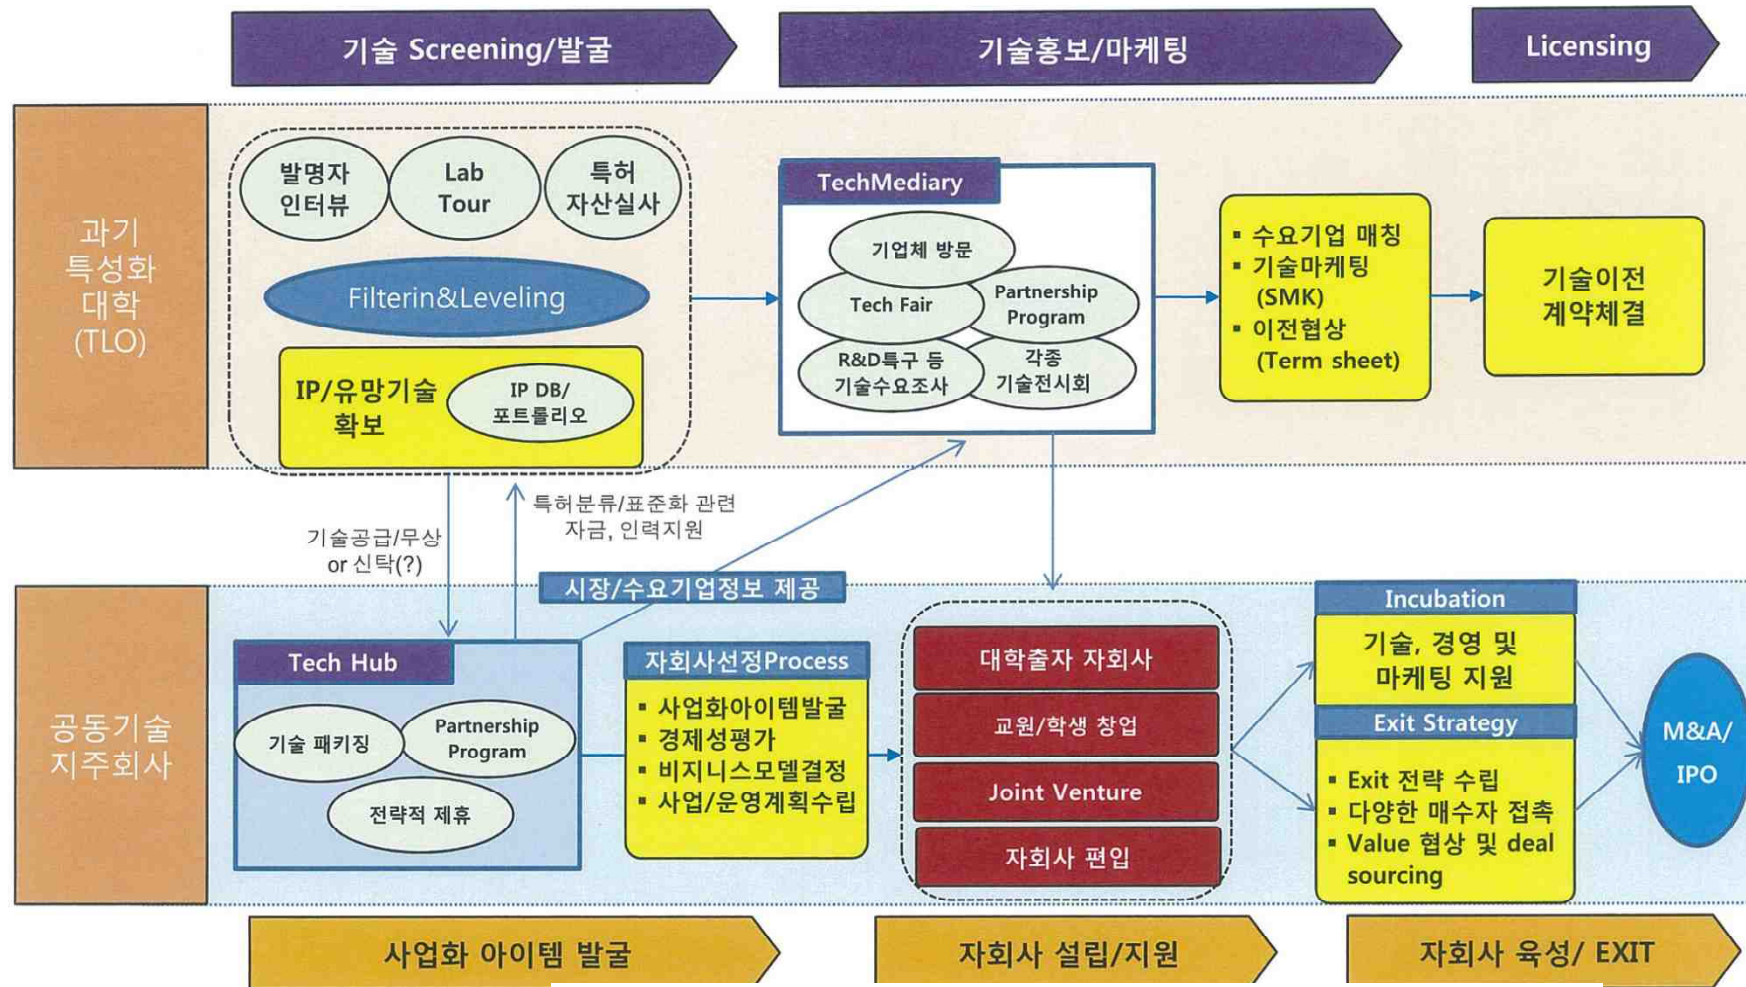 기술 Screening/발굴
기술홍보/마케팅
Licensing
과기
특성화
대학
(TLO)
발명자
인터뷰
Lab
Tour
특허
자산실사
Filterin&Leveling
IP/유망기술
확보
IP DB/
포트톨리오
TechMediary
기업체 방문
Tech Fair
Partnership
Program
R&D특구 등
기술수요조사
각종
기술전시회
▪ 수요기업 매칭
▪ 기술마케팅
(SMK)
▪ 이전협상
(Term sheet)
기술이전
계약체결
기술공급/무상
or 신탁(?)
특허분류/표준화 관련
자금, 인력지원
시장/수요기업정보 제공
공동기술
지주회사
Tech Hub
기술 패키징
Partnership
Program
전략적 제휴
자회사선정Process
▪ 사업화아이템발굴
▪ 경제성평가
▪ 비지니스모델결정
▪ 사업/운영계획수립
대학출자 자회사
교원/학생 창업
Joint Venture
자회사 편입
Incubation
기술, 경영 및
마케팅 지원
Exit Strategy
▪ Exit 전략 수립
▪ 다양한 매수자 접촉
▪ Value 협상 및 deal
sourcing
M&A/
IPO
사업화 아이템 발굴
자회사 설립/지원
자회사 육성/ EXIT